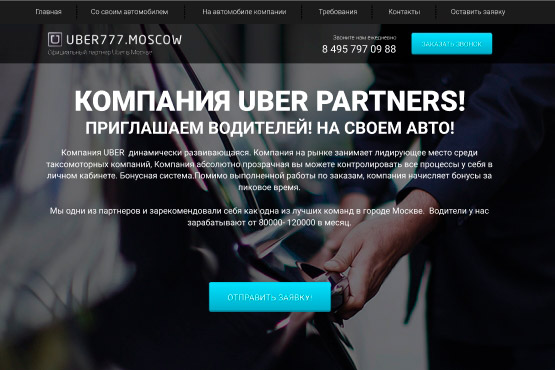 Главная Со своим автомобилем На автомобиле компании Требования Контакты Оставить заявку
UBER777.MOSCOW
Официальный партнер Uber в Москве
Звоните нам ежедневно
8 495 797 09 88
ЗАКАЗАТЬ ЗВОНОК
КОМПАНИЯ UBER PARTNERS!
ПРИГЛАШАЕМ ВОДИТЕЛЕЙ! НА СВОЕМ АВТО!
Компания UBER динамически развивающаяся. Компания на рынке занимает лидирующее место среди
таксомоторных компаний, Компания абсолютно прозрачная вы можете контролировать все процессы у себя в
личном кабинете. Бонусная система.Помимо выполненной работы по заказам, компания начисляет бонусы за
пиковое время.
Мы одни из партнеров и зарекомендовали себя как одна из лучших команд в городе Москве. Водители у нас
зарабатывают от 80000- 120000 в месяц.
ОТПРАВИТЬ ЗАЯВКУ!